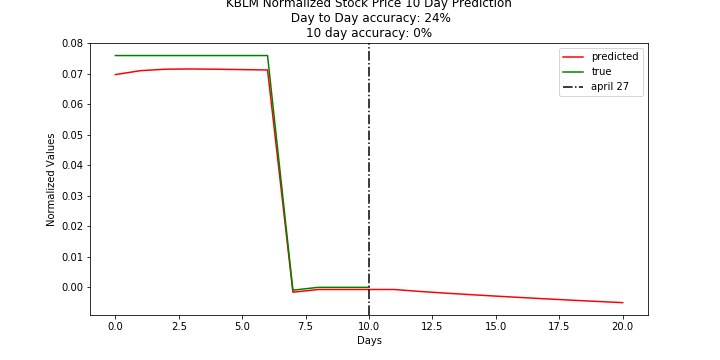 KBLM Normalized Stock Price 10 Day Prediction
Day to Day accuracy: 24%
10 day accuracy: 0%
0.08
0.07
0.06
0.05
0.04
0.03
0.02
0.01
0.00
Normalized Values
predicted
true
april 27
0.0 2.5 5.0 7.5 10.0 12.5 15.0 17.5 20.0
Days